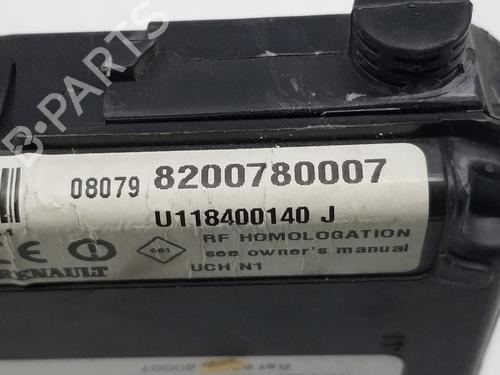 B-PARTS
08079 8200780007
U118400140 J
RF HOMOLOGATION
see owner's manual
UCH N1
RENAULT